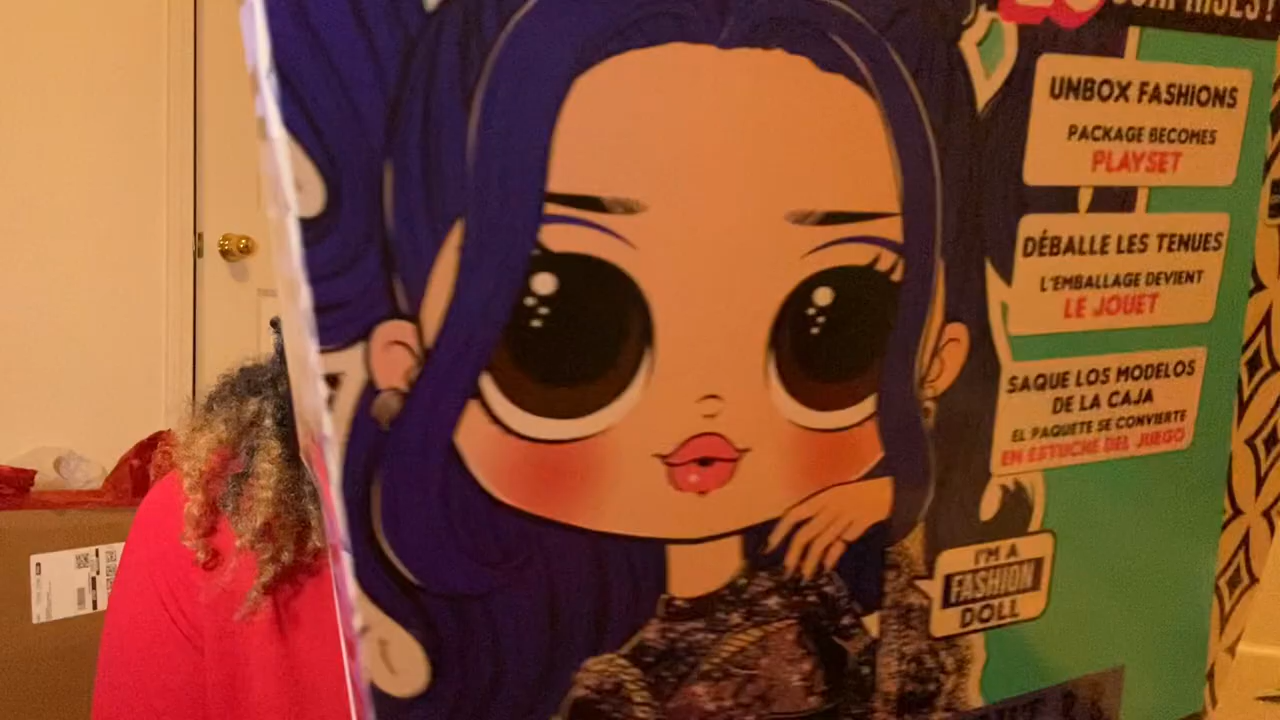 SURPRISES!
UNBOX FASHIONS
PACKAGE BECOMES
PLAYSET
DÉBALLE LES TENUES
L'EMBALLAGE DEVIENT
LE JOUET
SAQUE LOS MODELOS
DE LA CAJA
EL PAQUETE SE CONVIERTE
EN ESTUCHE DEL JUEGO
I'M A
FASHION
DOLL